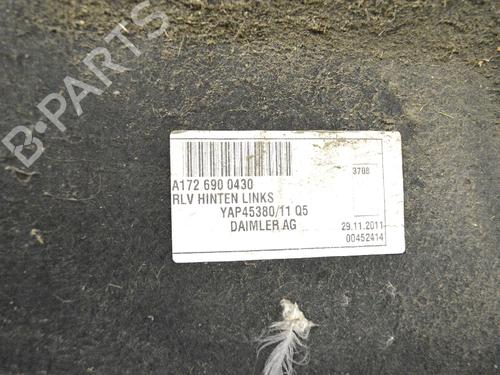 B-PARTS
3708
A172 690 0430
RLV HINTEN LINKS
YAP45380/11 Q5
DAIMLER AG
29.11.2011
00452414